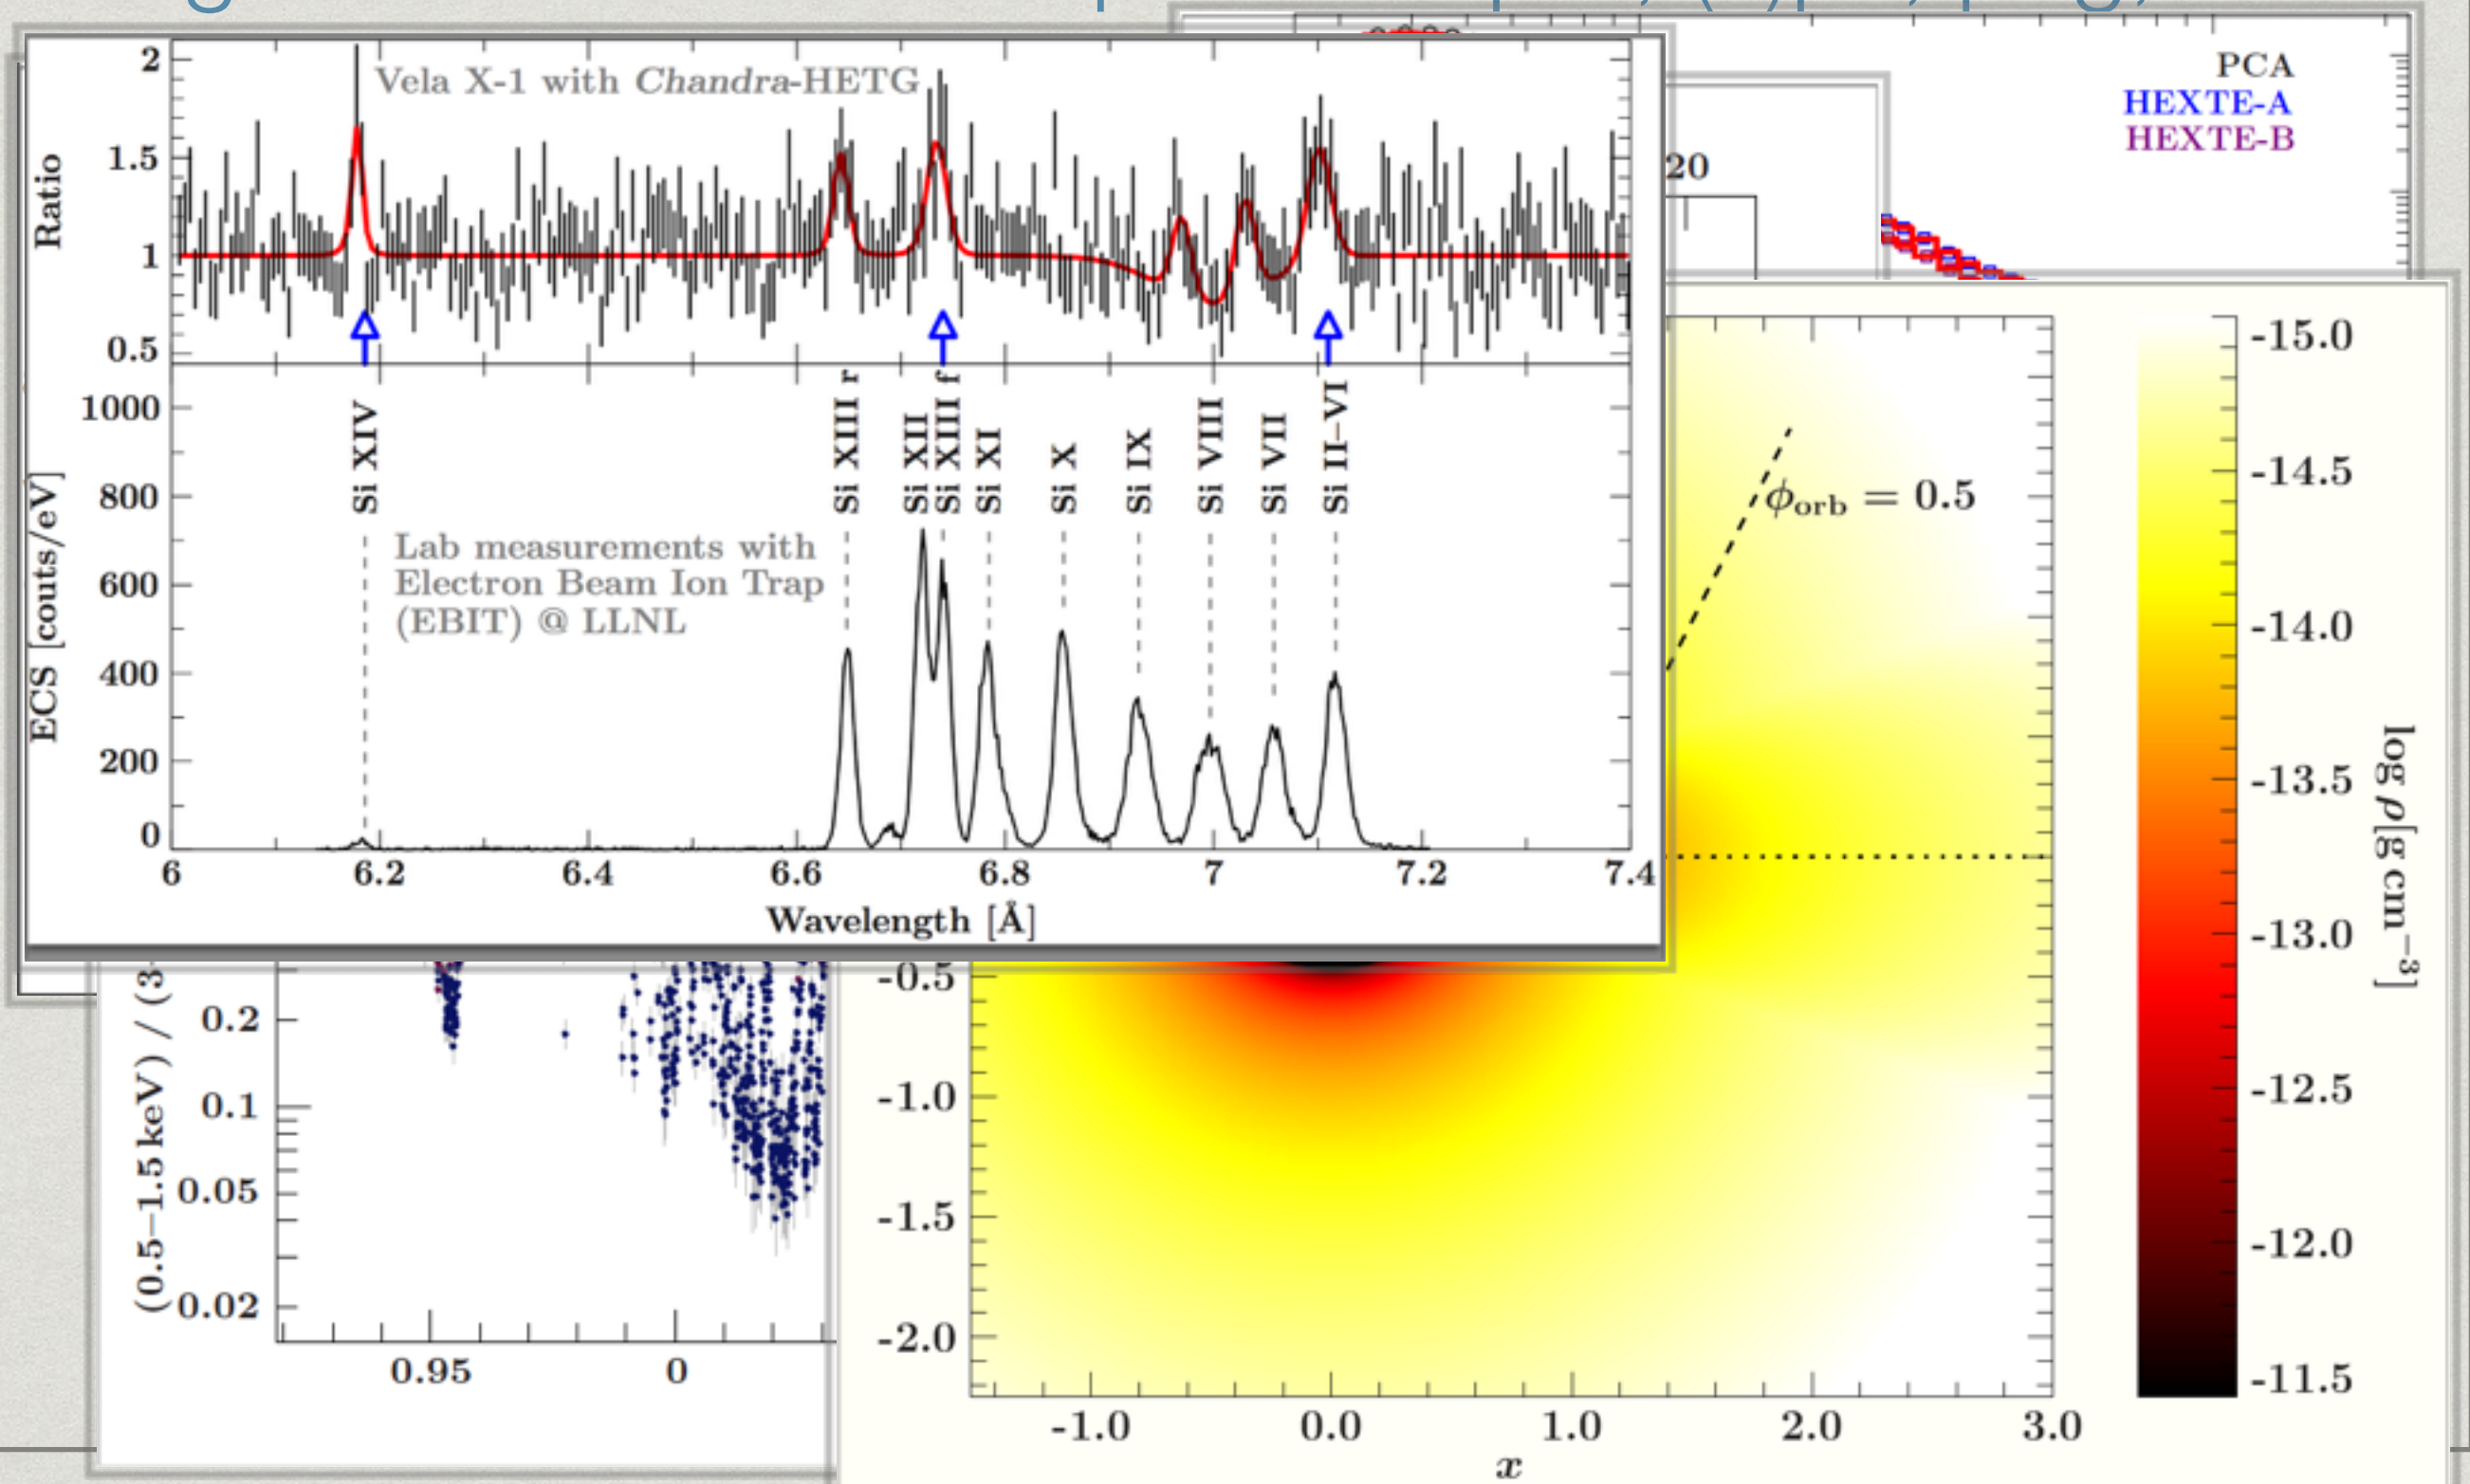 Vela X-1 with Chandra-HETG
Ratio
2
1.5
1
0.5
ECS [couts/eV]
1000
800
600
400
200
0
Si XIV
Si XIII r
Si XII
Si XIII f
Si XI
Si X
Si IX
Si VIII
Si VII
Si II–VI
Lab measurements with
Electron Beam Ion Trap
(EBIT) @ LLNL
6 6.2 6.4 6.6 6.8 7 7.2 7.4
Wavelength [Å]
PCA
HEXTE-A
HEXTE-B
20
ϕorb = 0.5
-15.0
-14.5
-14.0
-13.5
-13.0
-12.5
-12.0
-11.5
log ρ[g cm−3]
(0.5–1.5 keV) / (3-
0.2
0.1
0.05
0.02
0.95 0
-0.5
-1.0
-1.5
-2.0
-1.0 0.0 1.0 2.0 3.0
x